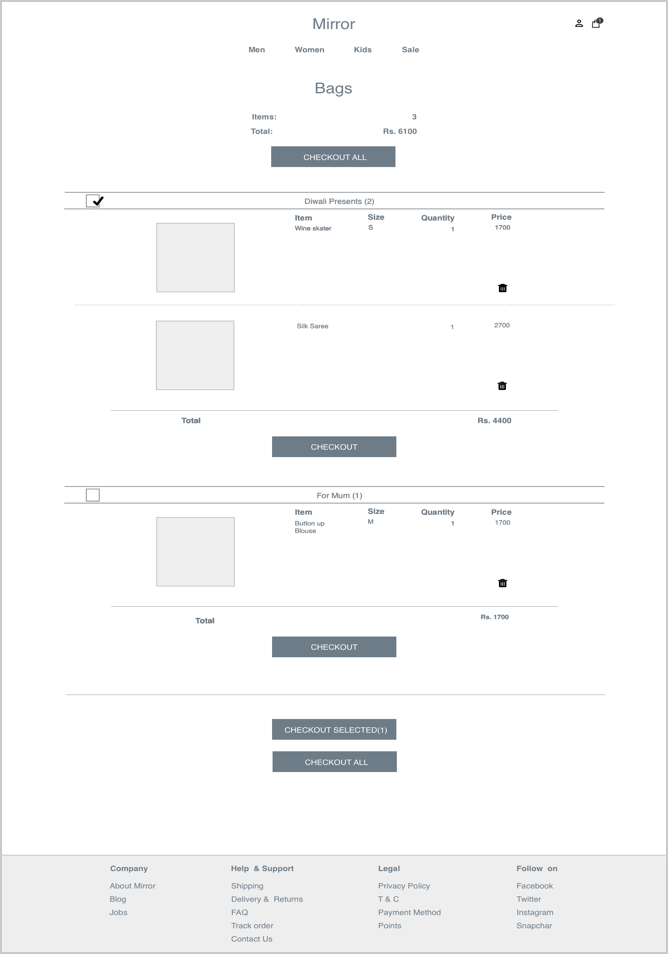 Mirror
1
Men Women Kids Sale
Bags
Items: 3
Total: Rs. 6100
CHECKOUT ALL
Diwali Presents (2)
Item Size Quantity Price
Wine skater S 1 1700
Silk Saree 1 2700
Total Rs. 4400
CHECKOUT
For Mum (1)
Item Size Quantity Price
Button up M 1 1700
Blouse
Total Rs. 1700
CHECKOUT
CHECKOUT SELECTED(1)
CHECKOUT ALL
Company Help & Support Legal Follow on
About Mirror Shipping Privacy Policy Facebook
Blog Delivery & Returns T & C Twitter
Jobs FAQ Payment Method Instagram
Track order Points Snapchar
Contact Us